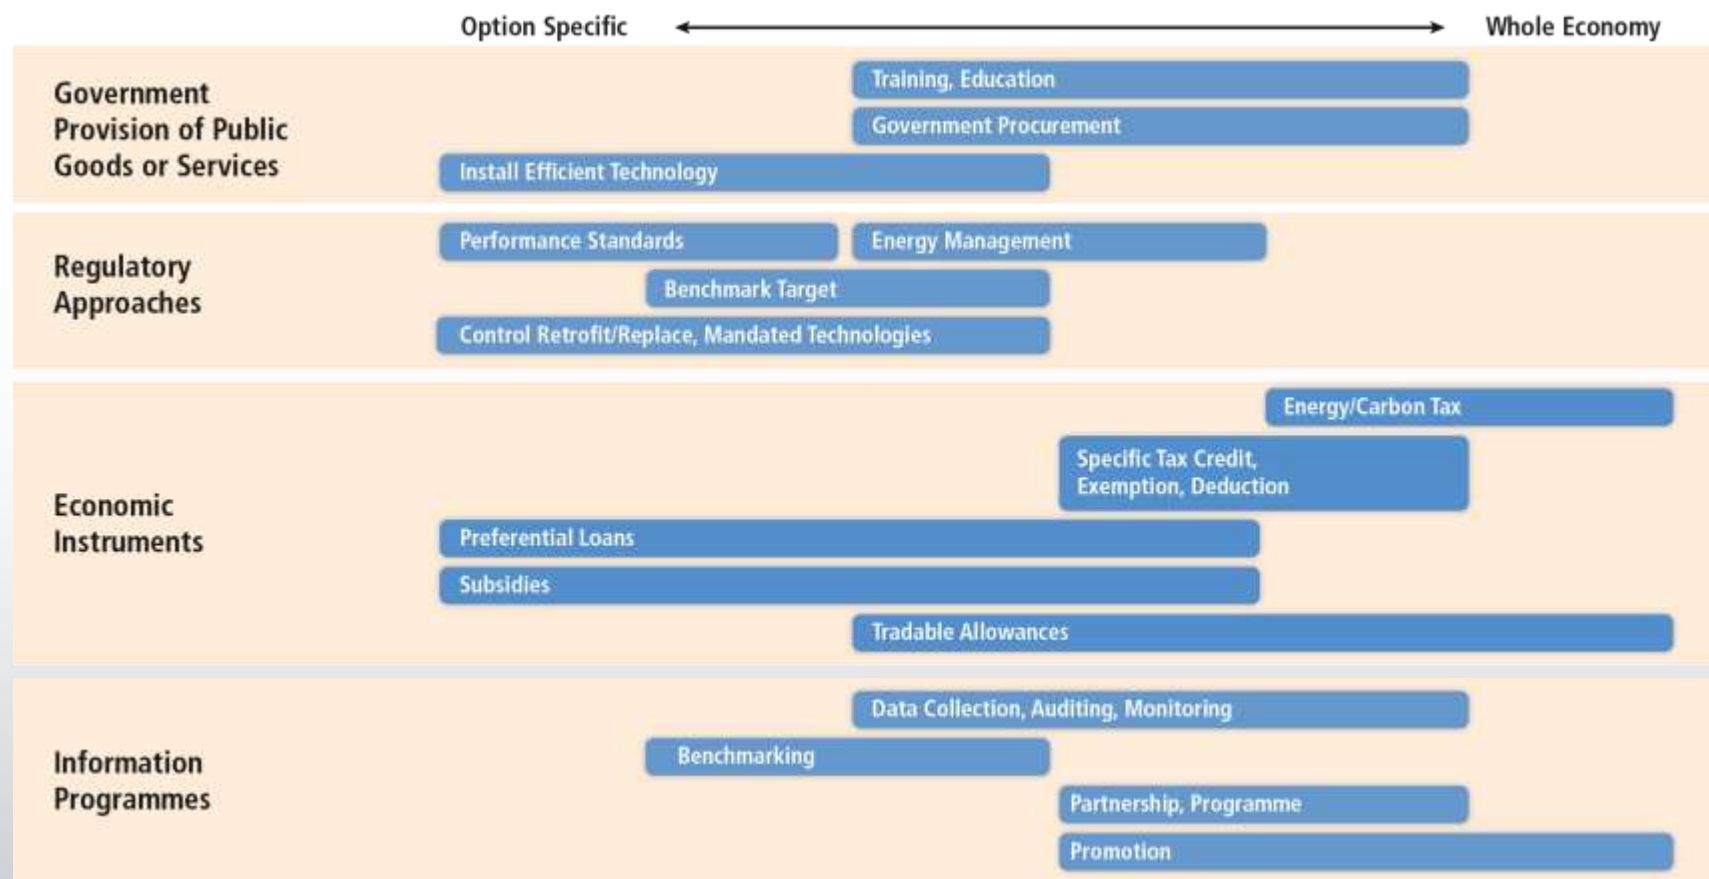 Option Specific
Whole Economy
Government
Provision of Public
Goods or Services
Training, Education
Government Procurement
Install Efficient Technology
Regulatory
Approaches
Performance Standards
Energy Management
Benchmark Target
Control Retrofit/Replace, Mandated Technologies
Economic
Instruments
Energy/Carbon Tax
Specific Tax Credit,
Exemption, Deduction
Preferential Loans
Subsidies
Tradable Allowances
Information
Programmes
Data Collection, Auditing, Monitoring
Benchmarking
Partnership, Programme
Promotion